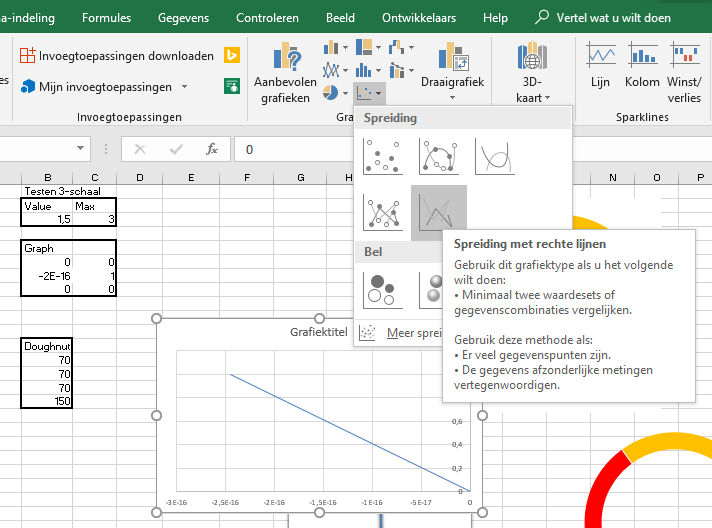 a-indeling Formules Gegevens Controleren Beeld Ontwikkelaars Help Vertel wat u wilt doen
Invoegtoepassingen downloaden
Mijn invoegtoepassingen
Invoegtoepassingen
Aanbevolen
grafieken
Draaigrafiek
3D-
kaart
Lijn Kolom Winst/
verlies
Sparklines
fx 0
Spreiding
Bel
Meer sprei
Spreiding met rechte lijnen
Gebruik dit grafiektype als u het volgende
wilt doen:
• Minimaal twee waardesets of
gegevenscombinaties vergelijken.
Gebruik deze methode als:
• Er veel gegevenspunten zijn.
• De gegevens afzonderlijke metingen
vertegenwoordigen.
B C D E F G H N O P
Testen 3-schaal
Value Max
1,5 3
Graph
0 0
-2E-16 1
0 0
Doughnut
70
70
70
150
Grafiektitel
0,6
0,4
0,2
0
-3E-16 -2,5E-16 -2E-16 -1,5E-16 -1E-16 -5E-17 0